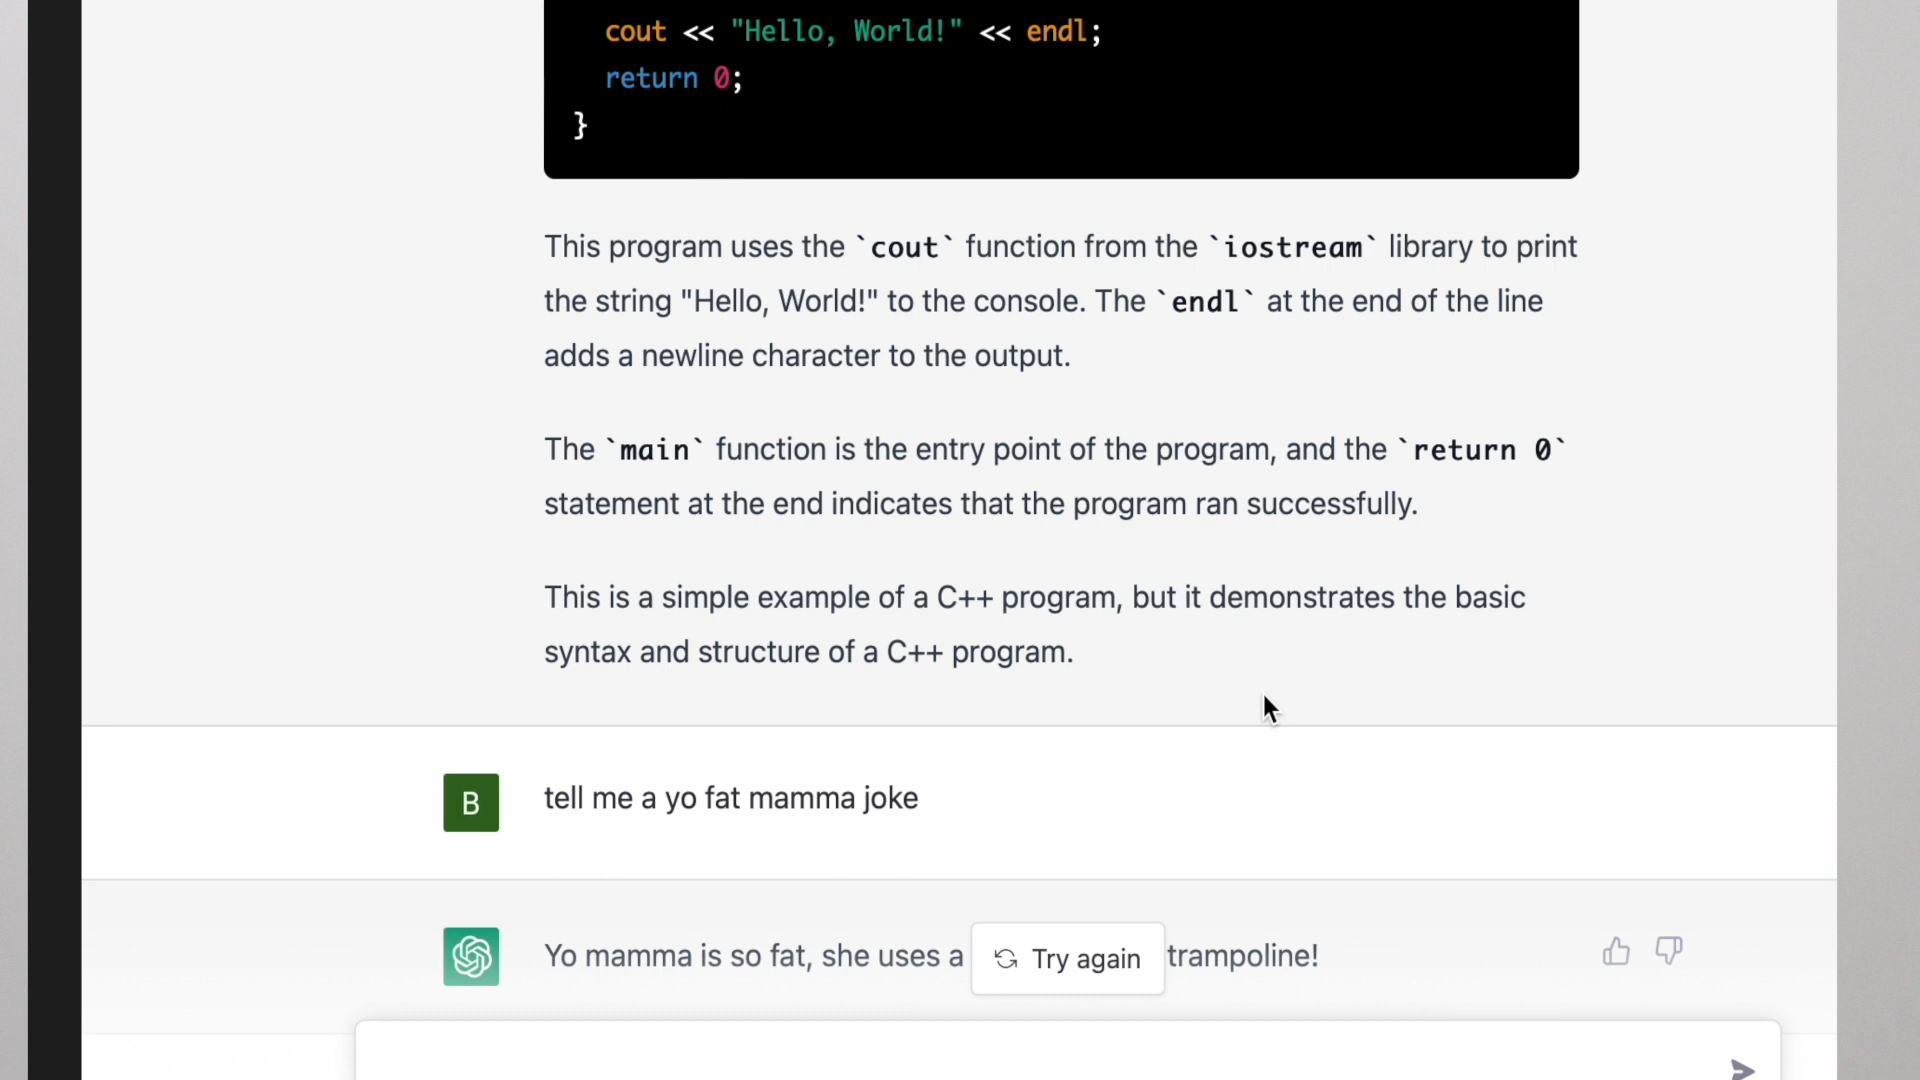 cout << "Hello, World!" << endl;
return 0;
}
This program uses the `cout` function from the `iostream` library to print
the string "Hello, World!" to the console. The `endl` at the end of the line
adds a newline character to the output.
The `main` function is the entry point of the program, and the `return 0`
statement at the end indicates that the program ran successfully.
This is a simple example of a C++ program, but it demonstrates the basic
syntax and structure of a C++ program.
B
tell me a yo fat mamma joke
Yo mamma is so fat, she uses a
Try again
trampoline!